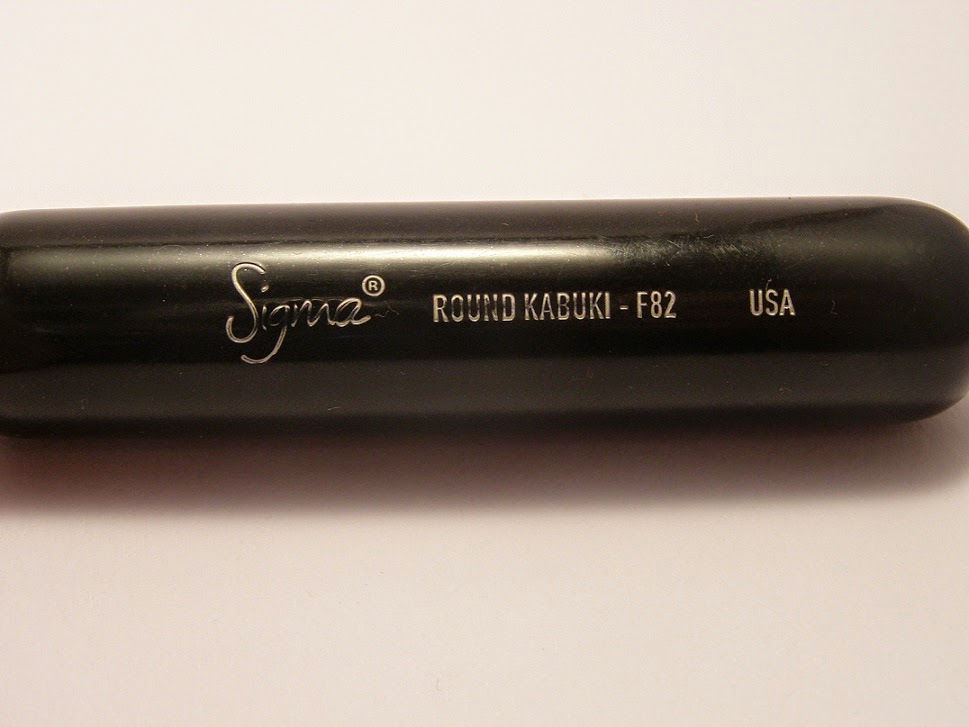 Sigma® ROUND KABUKI - F82 USA